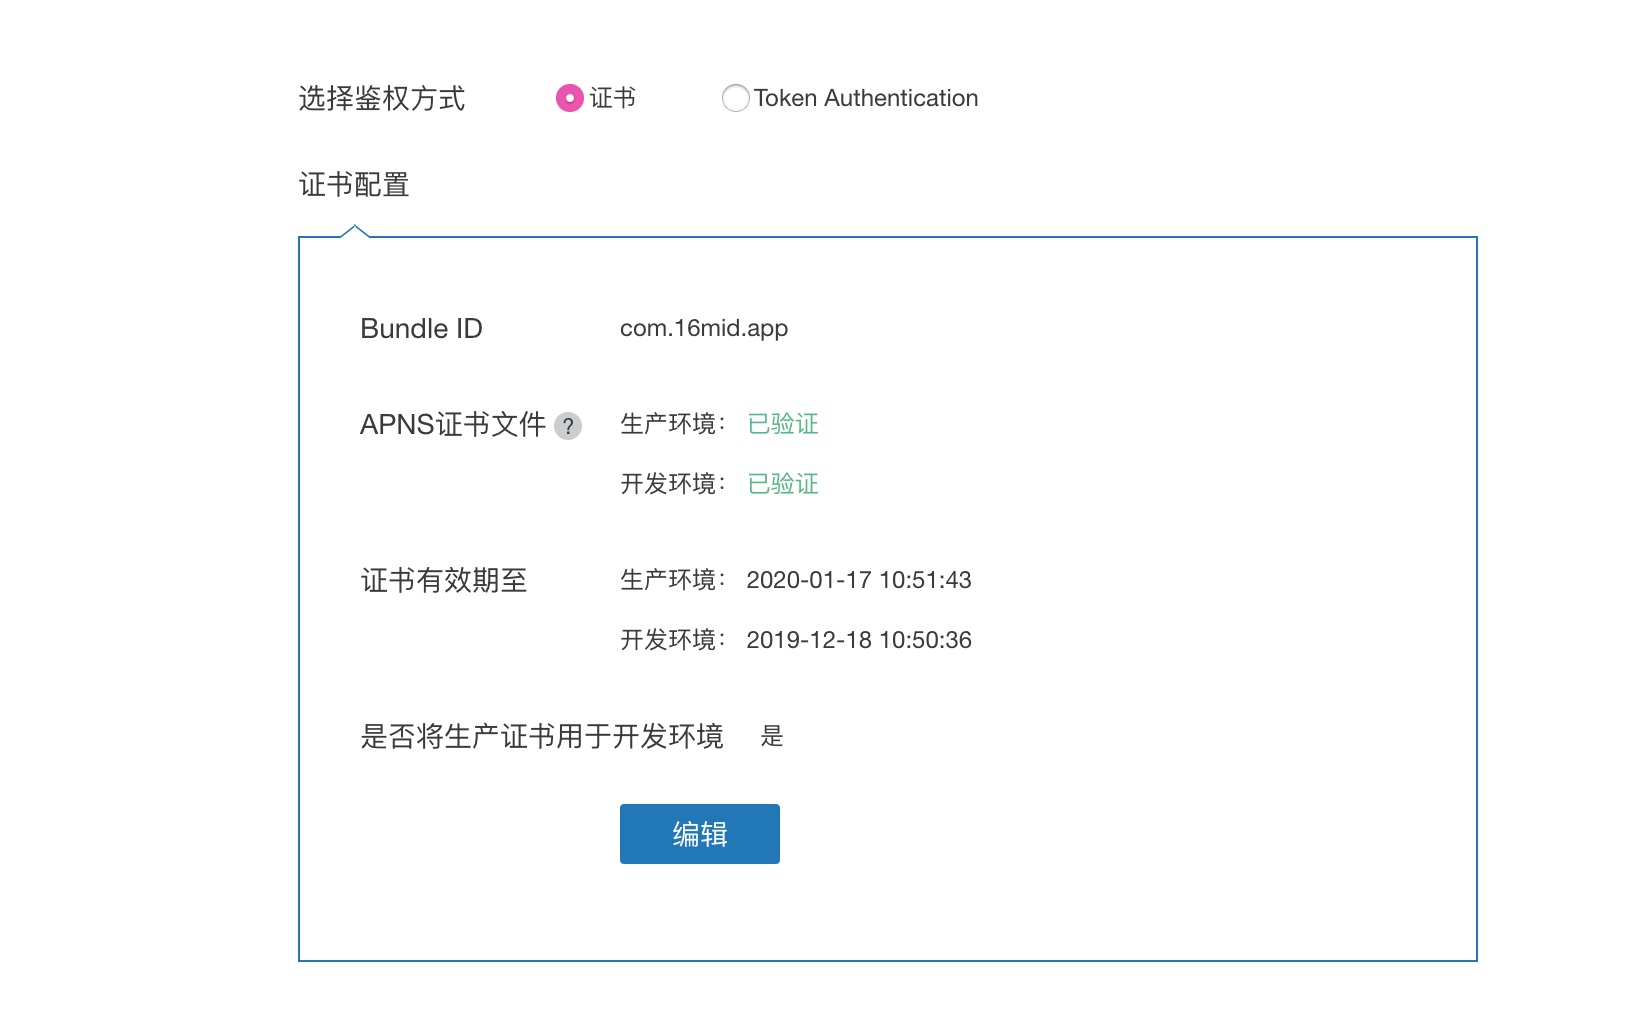 选择鉴权方式 证书 Token Authentication
证书配置
Bundle ID com.16mid.app
APNS证书文件 ? 生产环境： 已验证
开发环境： 已验证
证书有效期至 生产环境： 2020-01-17 10:51:43
开发环境： 2019-12-18 10:50:36
是否将生产证书用于开发环境 是
编辑